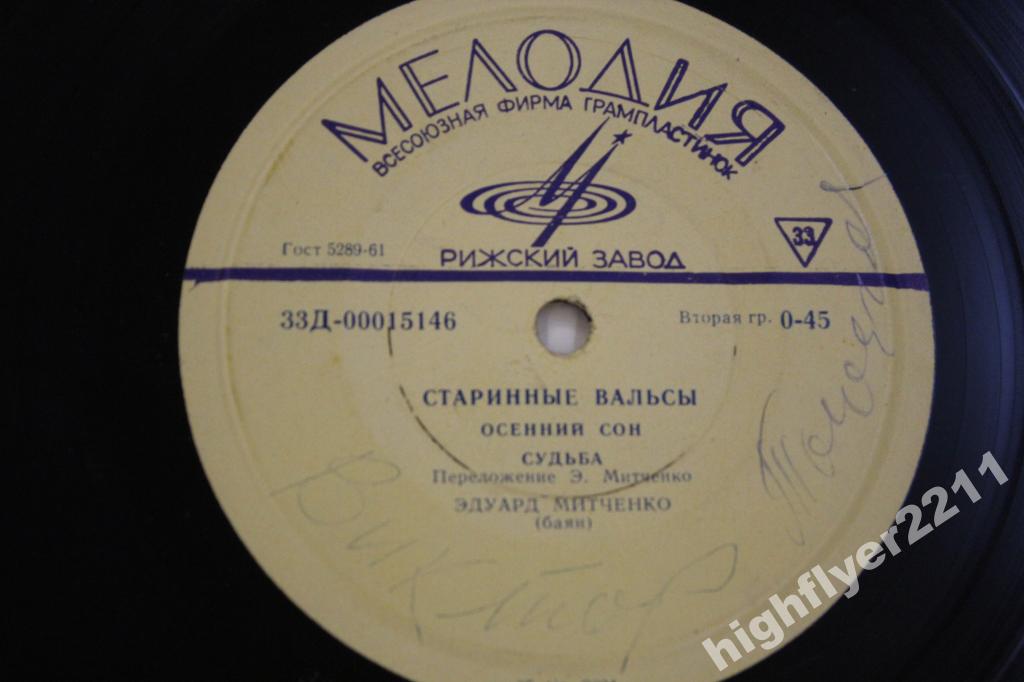 МЕЛОДИЯ
ВСЕСОЮЗНАЯ ФИРМА ГРАМПЛАСТИНОК
Гост 5289-61
РИЖСКИЙ ЗАВОД
33
33Д-00015146
Вторая гр. 0-45
СТАРИННЫЕ ВАЛЬСЫ
ОСЕННИЙ СОН
СУДЬБА
Переложение Э. Митченко
ЭДУАРД МИТЧЕНКО
(баян)
Виктор
highflyer2211